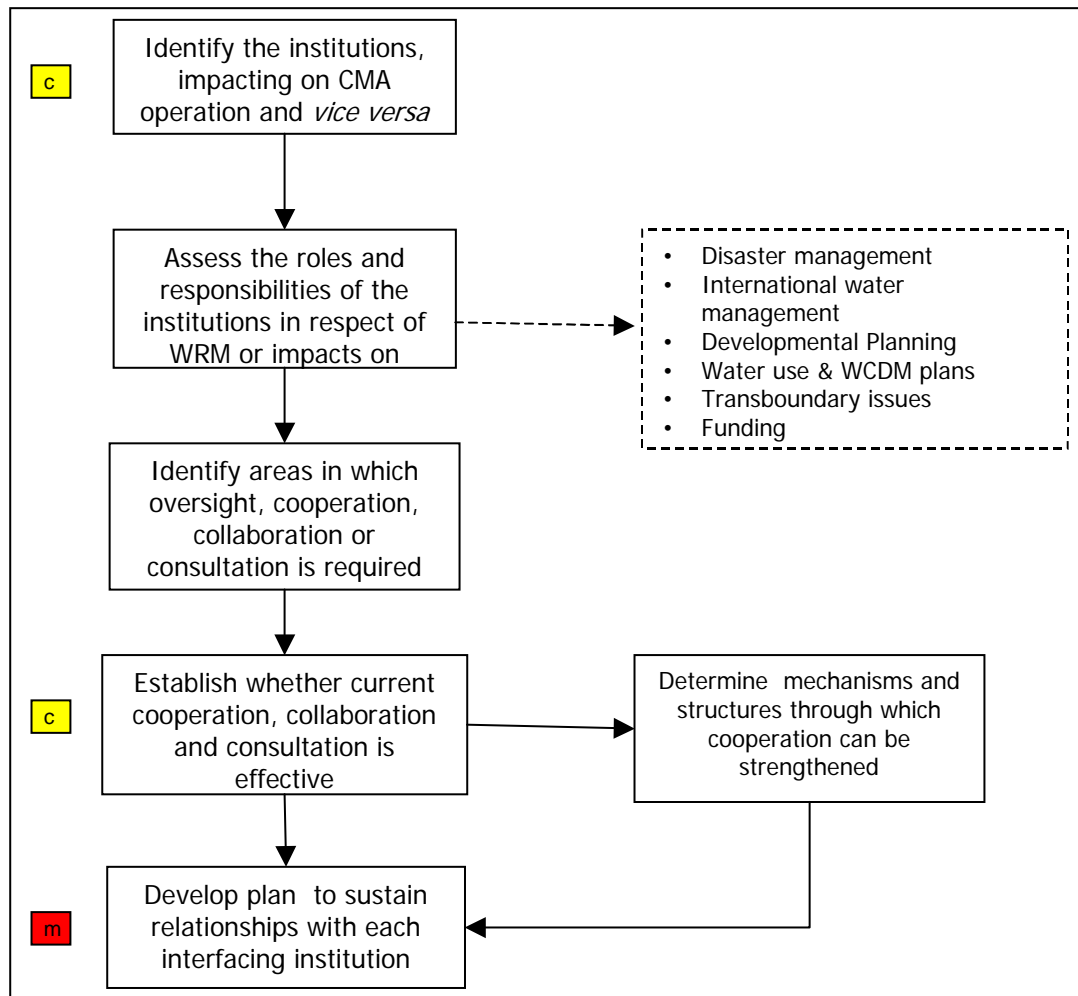 c
Identify the institutions,
impacting on CMA
operation and vice versa
Assess the roles and
responsibilities of the
institutions in respect of
WRM or impacts on
• Disaster management
• International water
management
• Developmental Planning
• Water use & WCDM plans
• Transboundary issues
• Funding
Identify areas in which
oversight, cooperation,
collaboration or
consultation is required
c
Establish whether current
cooperation, collaboration
and consultation is
effective
Determine mechanisms and
structures through which
cooperation can be
strengthened
m
Develop plan to sustain
relationships with each
interfacing institution